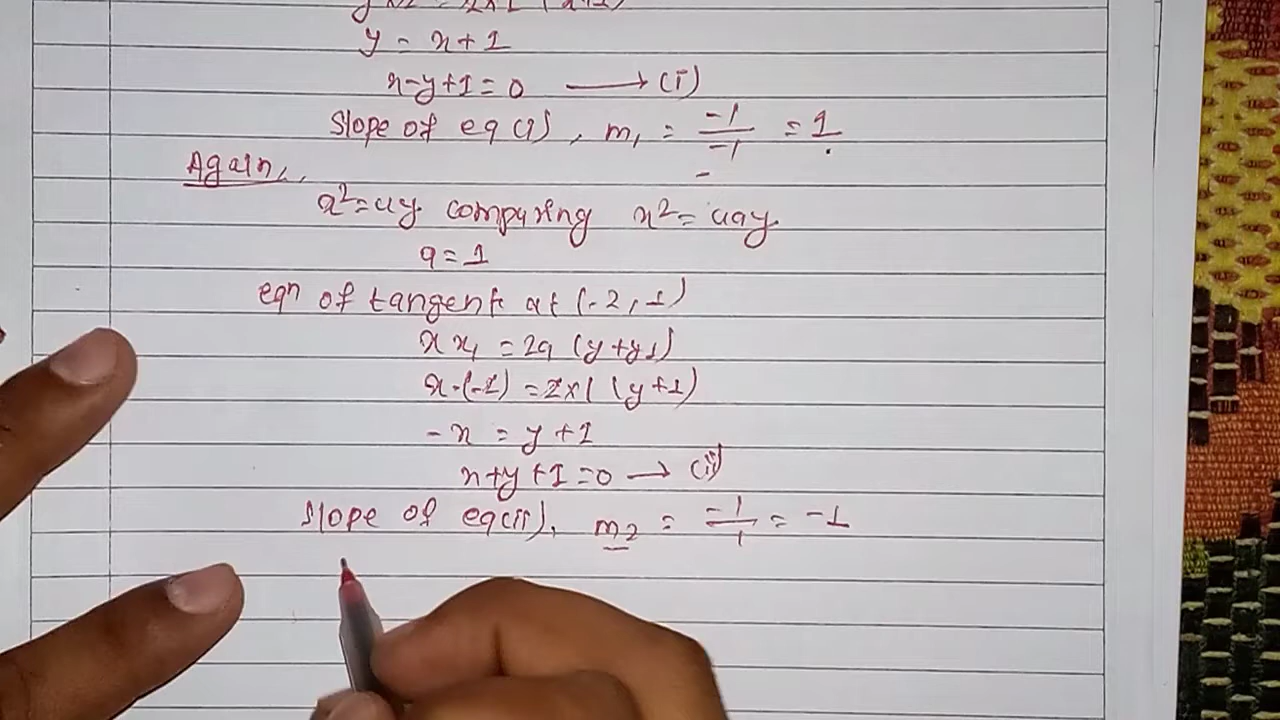 y = x + 1
x-y+1=0 → (i)
Slope of eq (i), m₁ = -1/-1 = 1
Again,
x²=4y comparing x²=4ay
a=1
eqn of tangent at (-2,1)
x x₁ = 2a (y+y1)
x·(-2) = 2×1 (y+1)
-x = y+1
x+y+1=0 → (ii)
Slope of eq(ii), m2 = -1/1 = -1